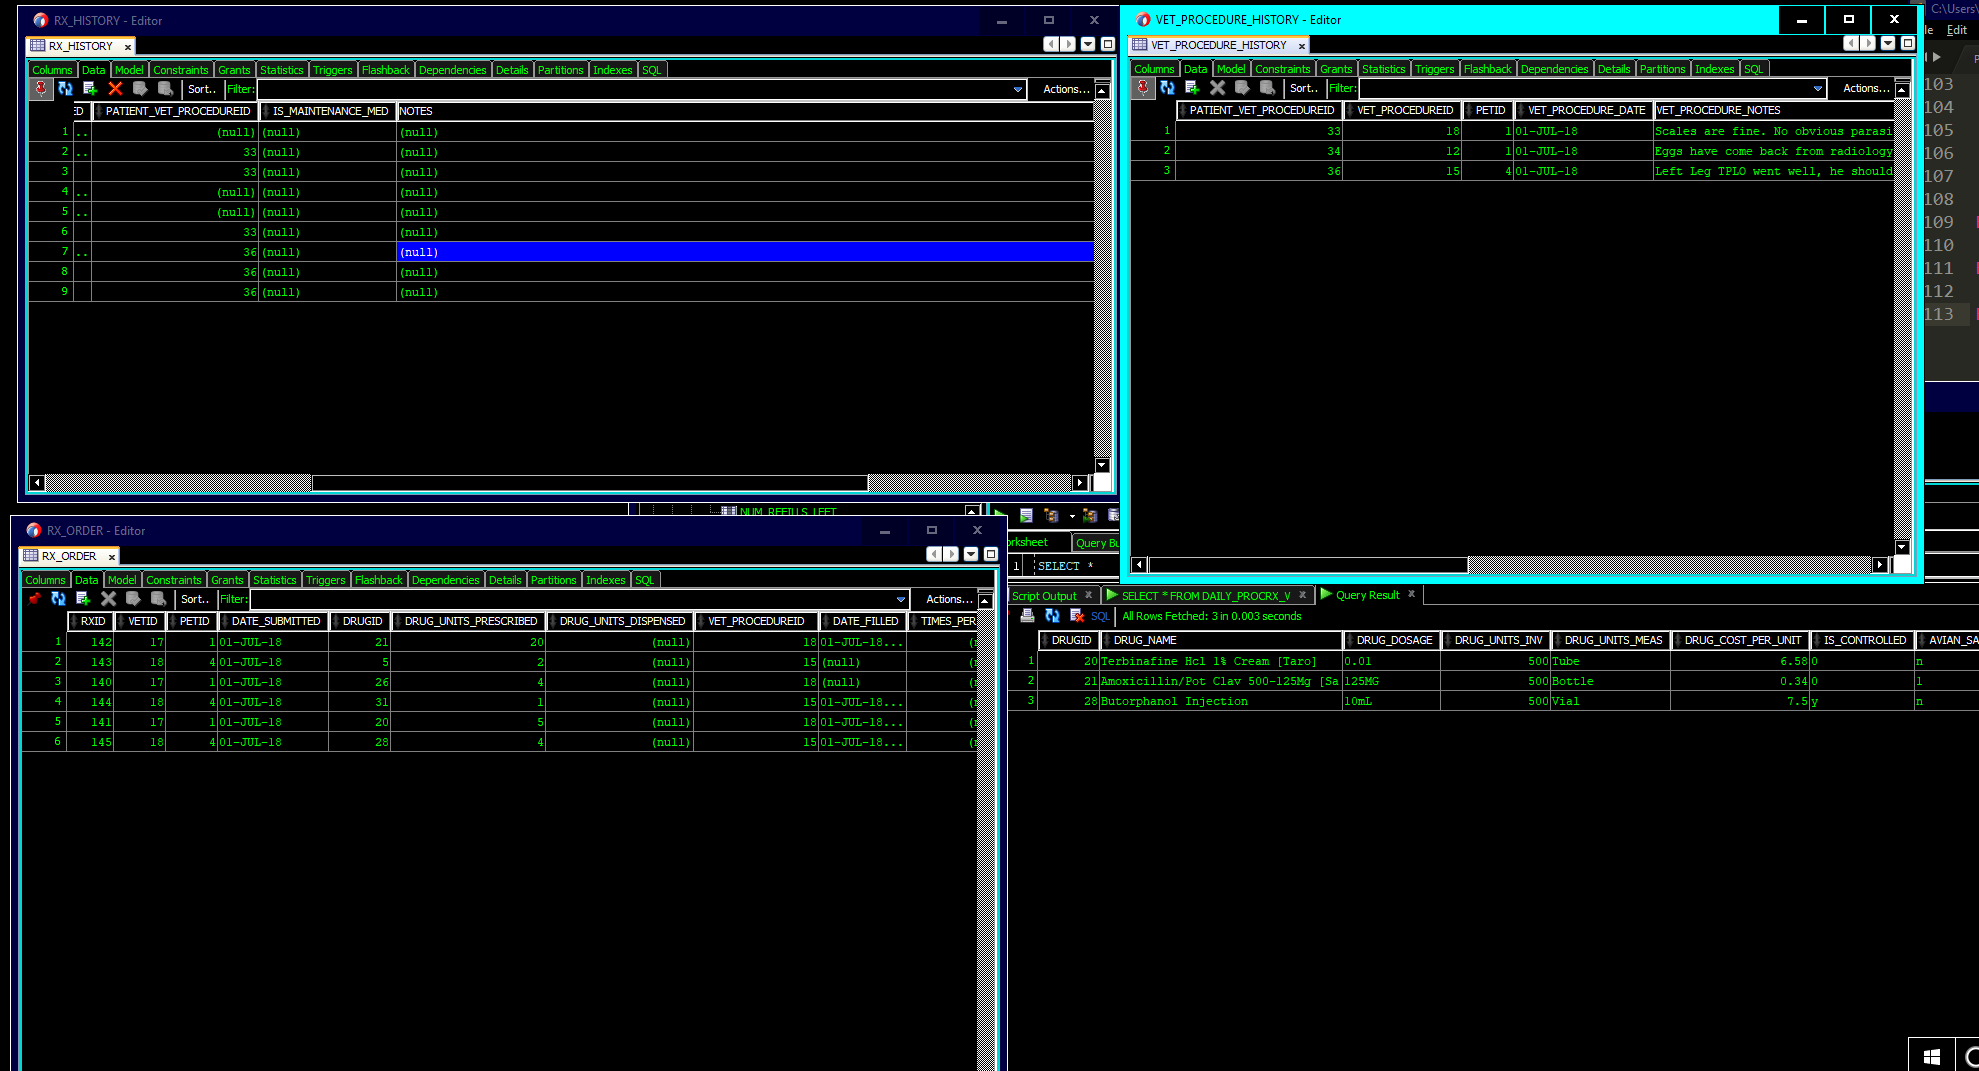 RX_HISTORY - Editor
RX_HISTORY
Columns Data Model Constraints Grants Statistics Triggers Flashback Dependencies Details Partitions Indexes SQL
Sort.. Filter: Actions...
ED PATIENT_VET_PROCEDUREID IS_MAINTENANCE_MED NOTES
1 .. (null) (null) (null)
2 .. 33 (null) (null)
3 33 (null) (null)
4 .. (null) (null) (null)
5 .. (null) (null) (null)
6 33 (null) (null)
7 .. 36 (null) (null)
8 36 (null) (null)
9 36 (null) (null)
VET_PROCEDURE_HISTORY - Editor
VET_PROCEDURE_HISTORY
Columns Data Model Constraints Grants Statistics Triggers Flashback Dependencies Details Partitions Indexes SQL
Sort.. Filter: Actions...
PATIENT_VET_PROCEDUREID VET_PROCEDUREID PETID VET_PROCEDURE_DATE VET_PROCEDURE_NOTES
1 33 18 1 01-JUL-18 Scales are fine. No obvious parasi
2 34 12 1 01-JUL-18 Eggs have come back from radiology
3 36 15 4 01-JUL-18 Left Leg TPLO went well, he should
C:\Users\
le Edit
103
104
105
106
107
108
109
110
111
112
113
NUM_REFILLS_LEFT
RX_ORDER - Editor
RX_ORDER
Columns Data Model Constraints Grants Statistics Triggers Flashback Dependencies Details Partitions Indexes SQL
Sort.. Filter: Actions...
RXID VETID PETID DATE_SUBMITTED DRUGID DRUG_UNITS_PRESCRIBED DRUG_UNITS_DISPENSED VET_PROCEDUREID DATE_FILLED TIMES_PER
1 142 17 1 01-JUL-18 21 20 (null) 18 01-JUL-18...
2 143 18 4 01-JUL-18 5 2 (null) 15 (null)
3 140 17 1 01-JUL-18 26 4 (null) 18 (null)
4 144 18 4 01-JUL-18 31 1 (null) 15 01-JUL-18...
5 141 17 1 01-JUL-18 20 5 (null) 18 01-JUL-18...
6 145 18 4 01-JUL-18 28 4 (null) 15 01-JUL-18...
orksheet Query Bu
1 SELECT *
Script Output SELECT * FROM DAILY_PROCRX_V Query Result
SQL All Rows Fetched: 3 in 0.003 seconds
DRUGID DRUG_NAME DRUG_DOSAGE DRUG_UNITS_INV DRUG_UNITS_MEAS DRUG_COST_PER_UNIT IS_CONTROLLED AVIAN_SA
1 20 Terbinafine Hcl 1% Cream [Taro] 0.01 500 Tube 6.58 0 n
2 21 Amoxicillin/Pot Clav 500-125Mg [Sa 125MG 500 Bottle 0.34 0 1
3 28 Butorphanol Injection 10mL 500 Vial 7.5 y n